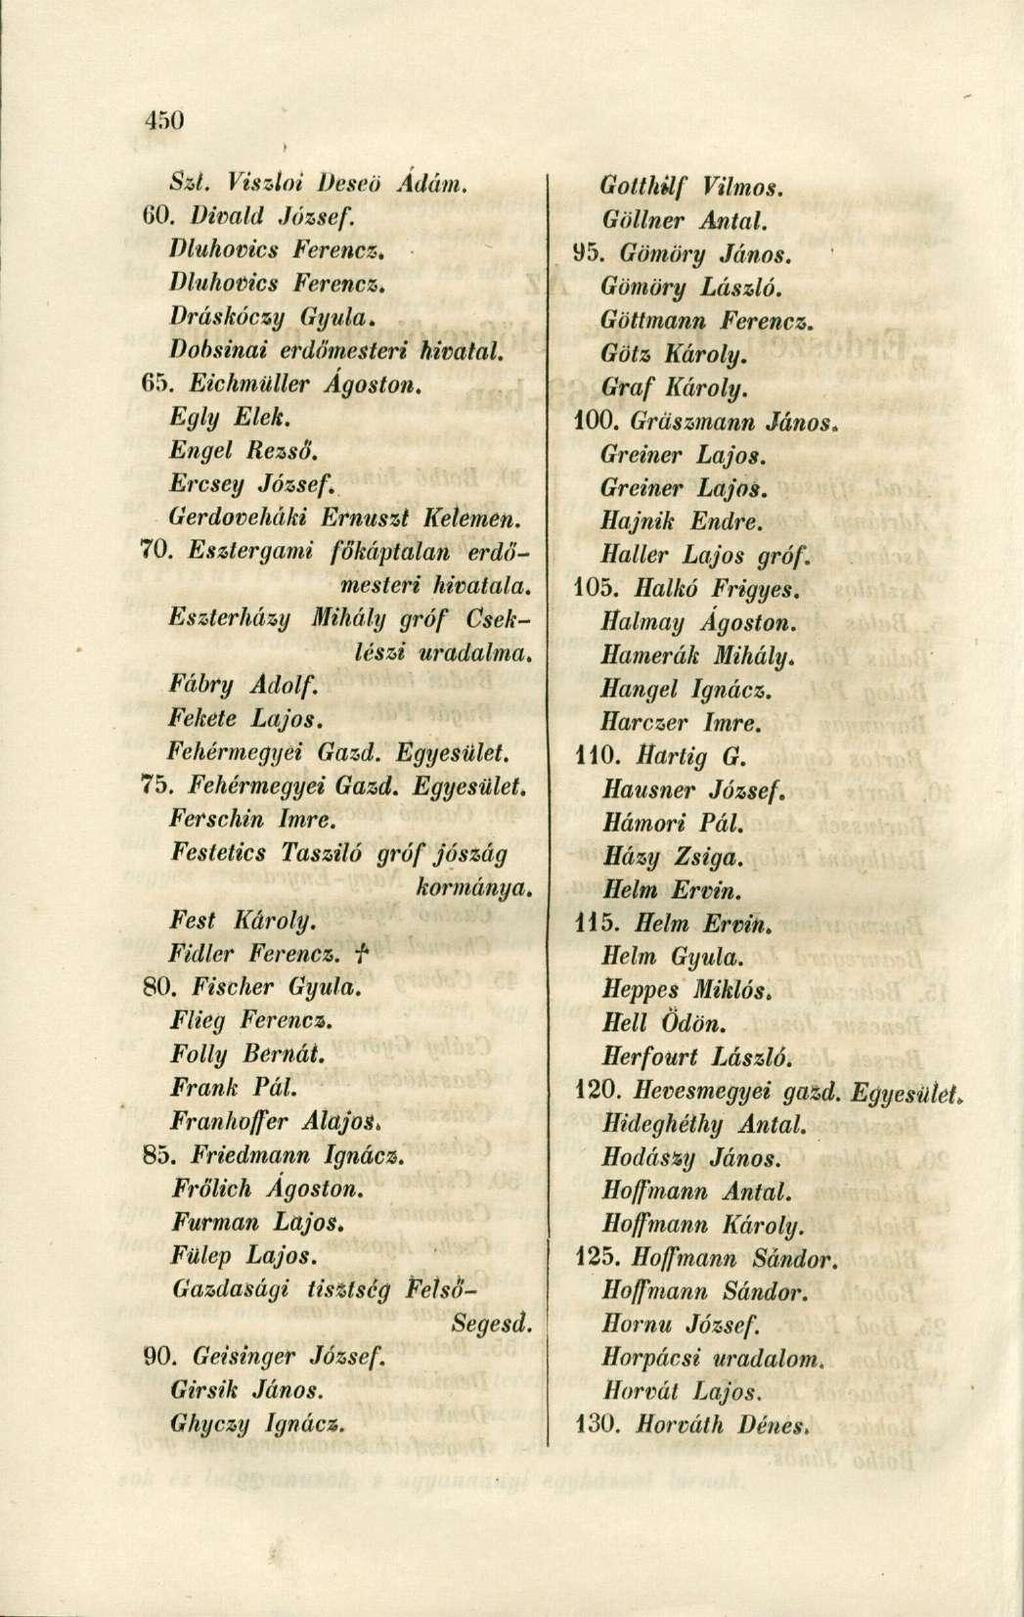 450
Szt. Viszloi Deseö Ádám.
60. Divald József.
Dluhovics Ferencz.
Dluhovics Ferencz.
Dráskóczy Gyula.
Dobsinai erdőmesteri hivatal.
65. Eichmüller Ágoston.
Egly Elek.
Engel Rezső.
Ercsey József.
Gerdoveháki Ernuszt Kelemen.
70. Esztergami főkáptalan erdő-
mesteri hivatala.
Eszterházy Mihály gróf Csek-
lészi uradalma.
Fábry Adolf.
Fekete Lajos.
Fehérmegyei Gazd. Egyesület.
75. Fehérmegyei Gazd. Egyesület.
Ferschin Imre.
Festetics Tasziló gróf jószág
kormánya.
Fest Károly.
Fidler Ferencz. †
80. Fischer Gyula.
Flieg Ferencz.
Folly Bernát.
Frank Pál.
Franhoffer Alajos.
85. Friedmann Ignácz.
Frőlich Ágoston.
Furman Lajos.
Fülep Lajos.
Gazdasági tisztség Felső-
Segesd.
90. Geisinger József.
Girsik János.
Ghyczy Ignácz.
Gotthilf Vilmos.
Göllner Antal.
95. Gömöry János.
Gömöry László.
Göttmann Ferencz.
Götz Károly.
Graf Károly.
100. Gräszmann János.
Greiner Lajos.
Greiner Lajos.
Hajnik Endre.
Haller Lajos gróf.
105. Halkó Frigyes.
Halmay Ágoston.
Hamerák Mihály.
Hangel Ignácz.
Harczer Imre.
110. Hartig G.
Hausner József.
Hámori Pál.
Házy Zsiga.
Helm Ervin.
115. Helm Ervin.
Helm Gyula.
Heppes Miklós.
Hell Ödön.
Herfourt László.
120. Hevesmegyei gazd. Egyesület.
Hideghéthy Antal.
Hodászy János.
Hoffmann Antal.
Hoffmann Károly.
125. Hoffmann Sándor.
Hoffmann Sándor.
Hornu József.
Horpácsi uradalom.
Horvát Lajos.
130. Horváth Dénes.